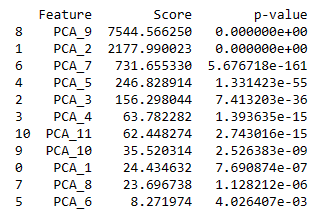 Feature Score p-value
8 PCA_9 7544.566250 0.000000e+00
1 PCA_2 2177.990023 0.000000e+00
6 PCA_7 731.655330 5.676718e-161
4 PCA_5 246.828914 1.331423e-55
2 PCA_3 156.298044 7.413203e-36
3 PCA_4 63.782282 1.393635e-15
10 PCA_11 62.448274 2.743016e-15
9 PCA_10 35.520314 2.526383e-09
0 PCA_1 24.434632 7.690874e-07
7 PCA_8 23.696738 1.128212e-06
5 PCA_6 8.271974 4.026407e-03